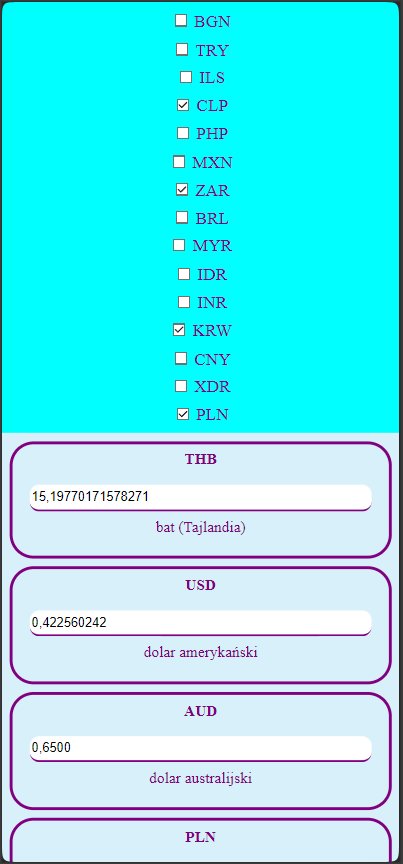 BGN
TRY
ILS
CLP
PHP
MXN
ZAR
BRL
MYR
IDR
INR
KRW
CNY
XDR
PLN
THB
15,19770171578271
bat (Tajlandia)
USD
0,422560242
dolar amerykański
AUD
0,6500
dolar australijski
PLN